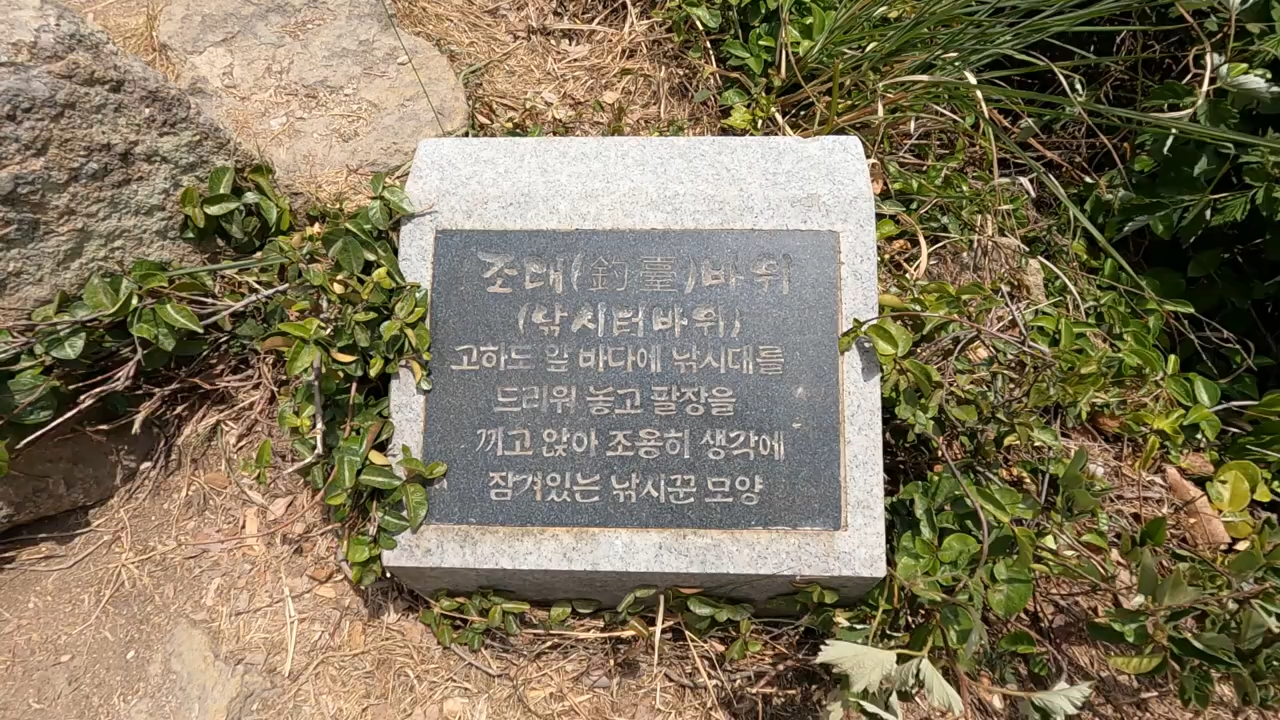 조대(釣臺)바위
(낚시터바위)
고하도 앞 바다에 낚시대를
드리워 놓고 팔장을
끼고 앉아 조용히 생각에
잠겨있는 낚시꾼 모양